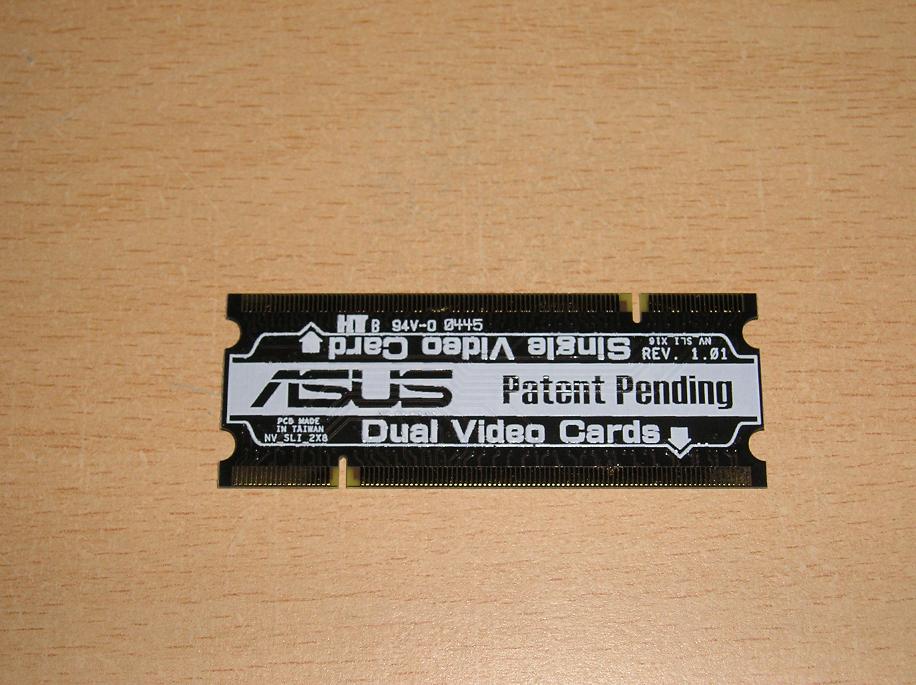 HT B 94V-0 0445
Single Video Card
NV SLI X16
REV. 1.01
ASUS Patent Pending
PCB MADE
IN TAIWAN
NV_SLI_2X8
Dual Video Cards